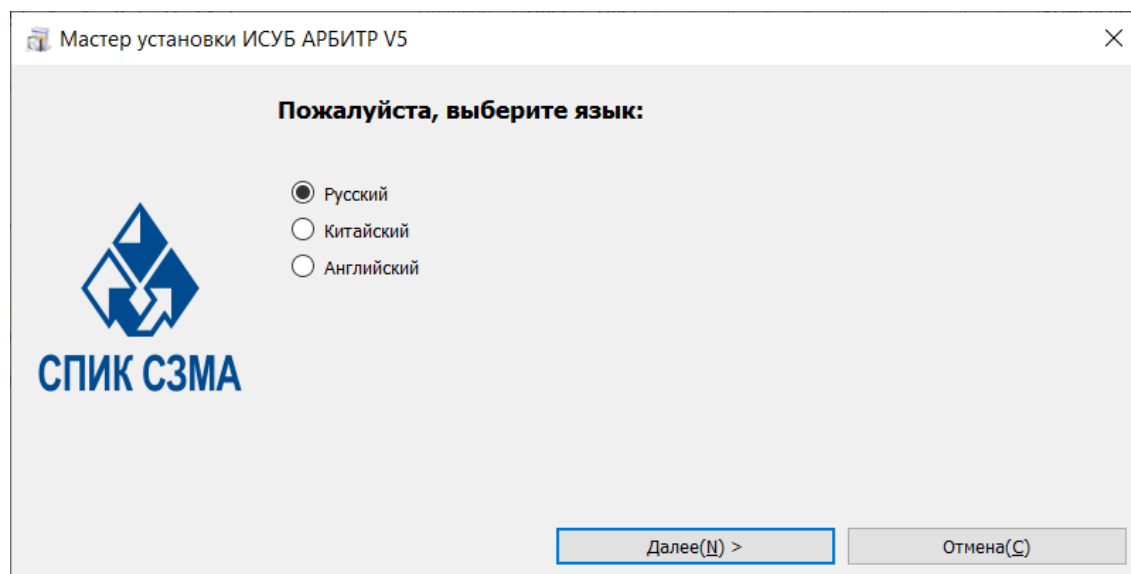 Мастер установки ИСУБ АРБИТР V5
Пожалуйста, выберите язык:
Русский
Китайский
Английский
СПИК СЗМА
Далее(N) >
Отмена(C)